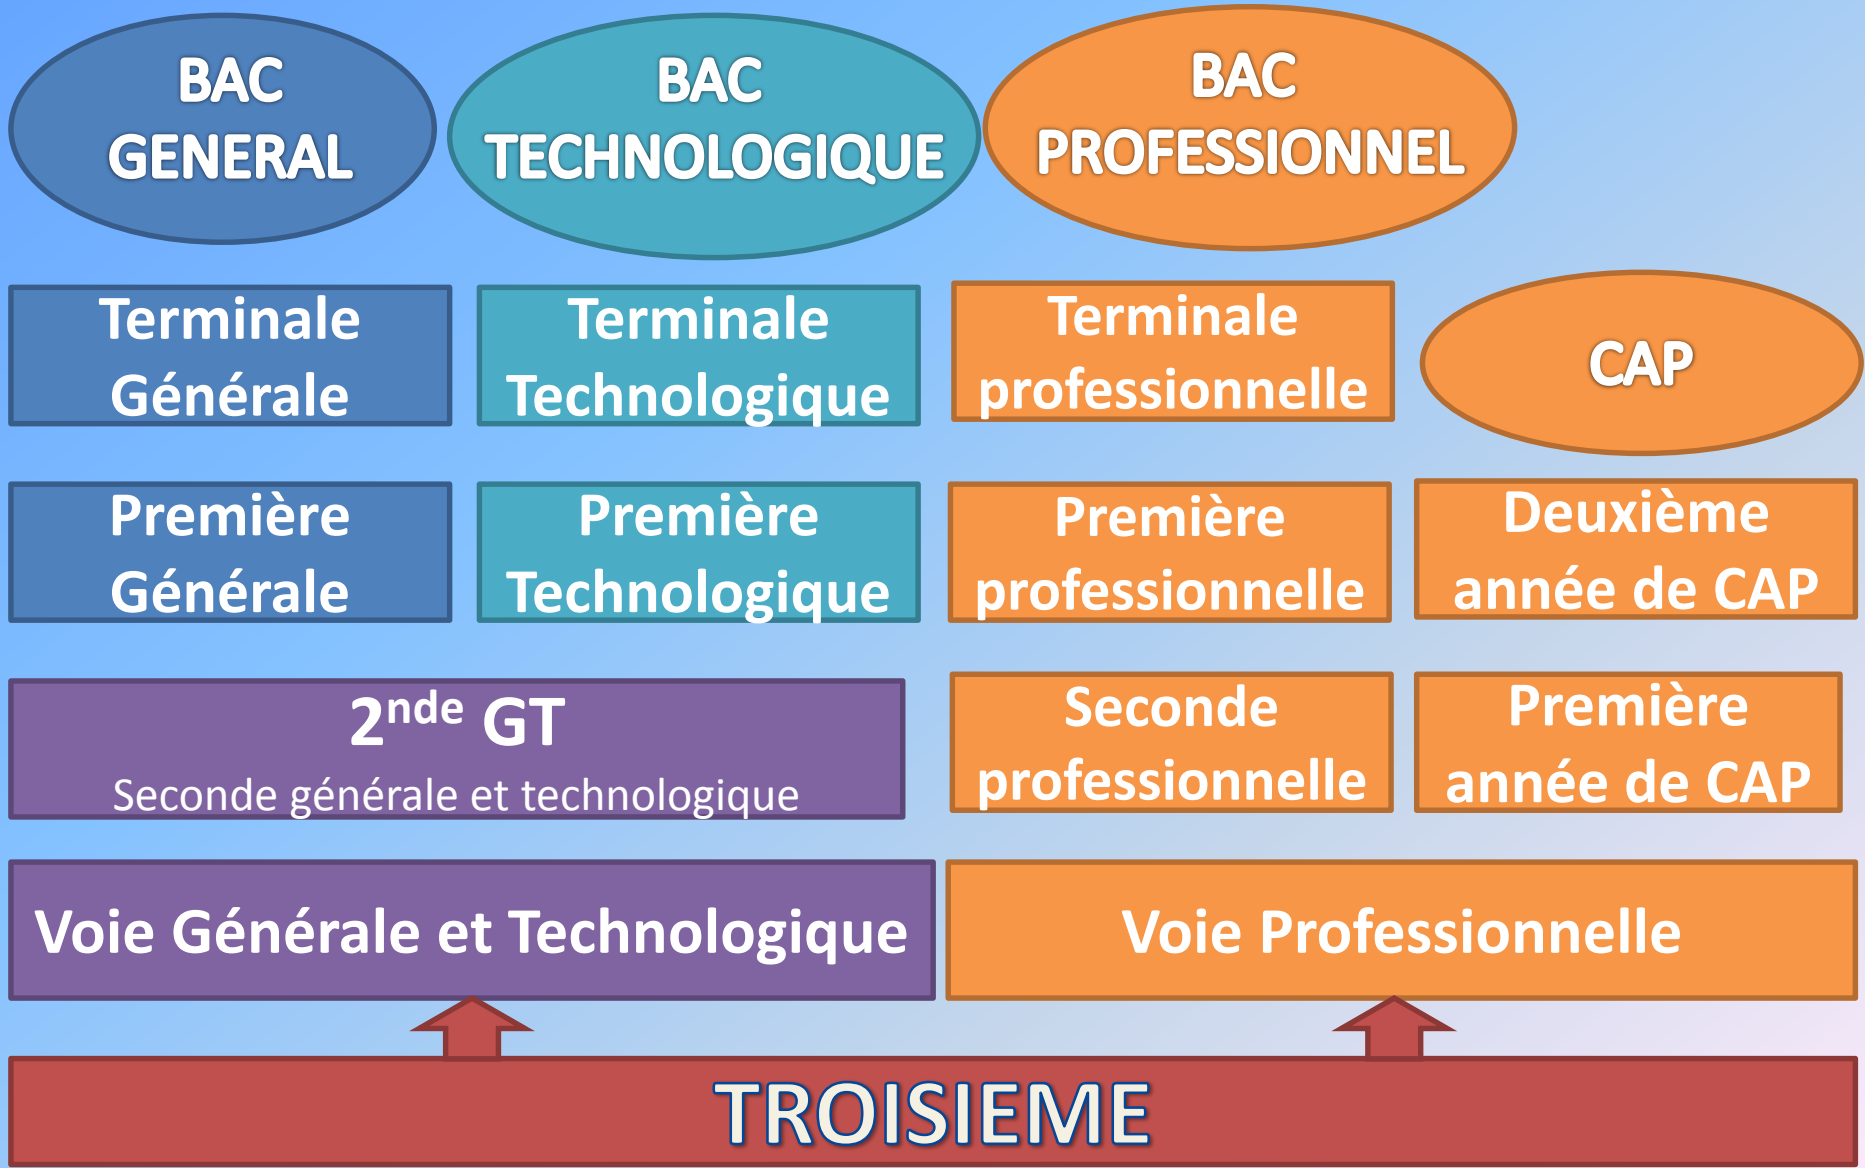 BAC
GENERAL
BAC
TECHNOLOGIQUE
BAC
PROFESSIONNEL
Terminale
Générale
Terminale
Technologique
Terminale
professionnelle
CAP
Première
Générale
Première
Technologique
Première
professionnelle
Deuxième
année de CAP
2nde GT
Seconde générale et technologique
Seconde
professionnelle
Première
année de CAP
Voie Générale et Technologique
Voie Professionnelle
TROISIEME